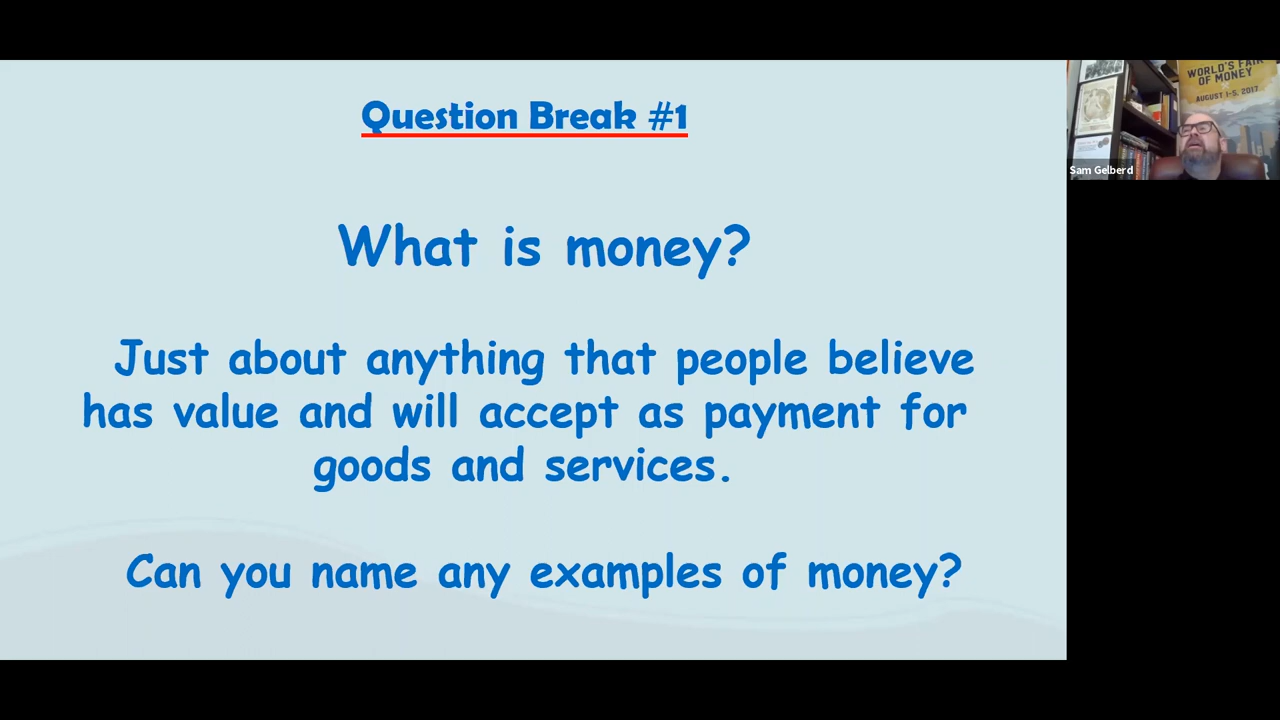 Question Break #1
What is money?
Just about anything that people believe
has value and will accept as payment for
goods and services.
Can you name any examples of money?
WORLD'S FAIR
OF MONEY
AUGUST 1-5, 2017
Sam Gelberd